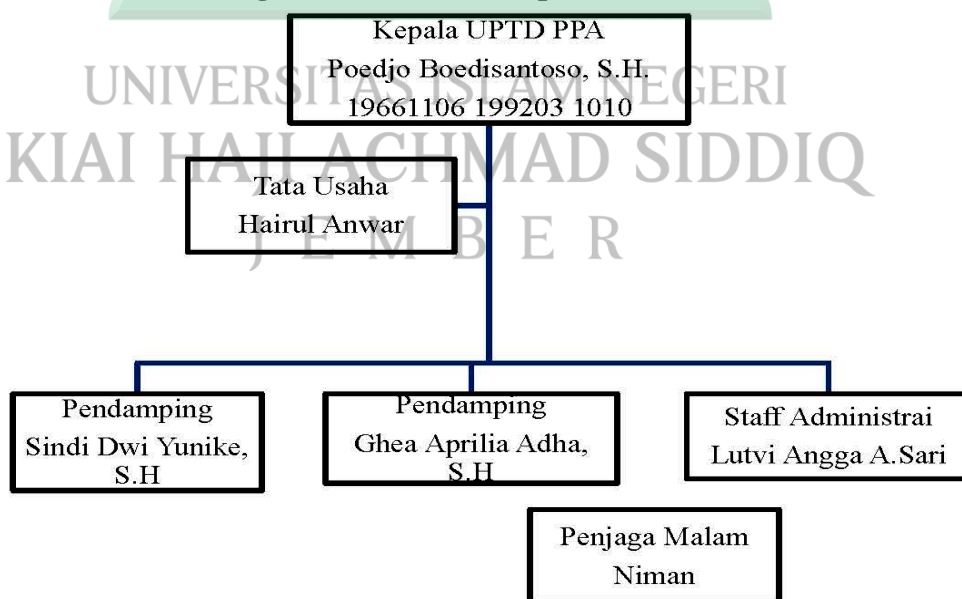 Kepala UPTD PPA
Poedjo Boedisantoso, S.H.
19661106 199203 1010
UNIVERSITAS ISLAM NEGERI
KIAI HAJI ACHMAD SIDDIQ
JEMBER
Tata Usaha
Hairul Anwar
Pendamping
Sindi Dwi Yunike,
S.H
Pendamping
Ghea Aprilia Adha,
S.H
Staff Administrai
Lutvi Angga A.Sari
Penjaga Malam
Niman